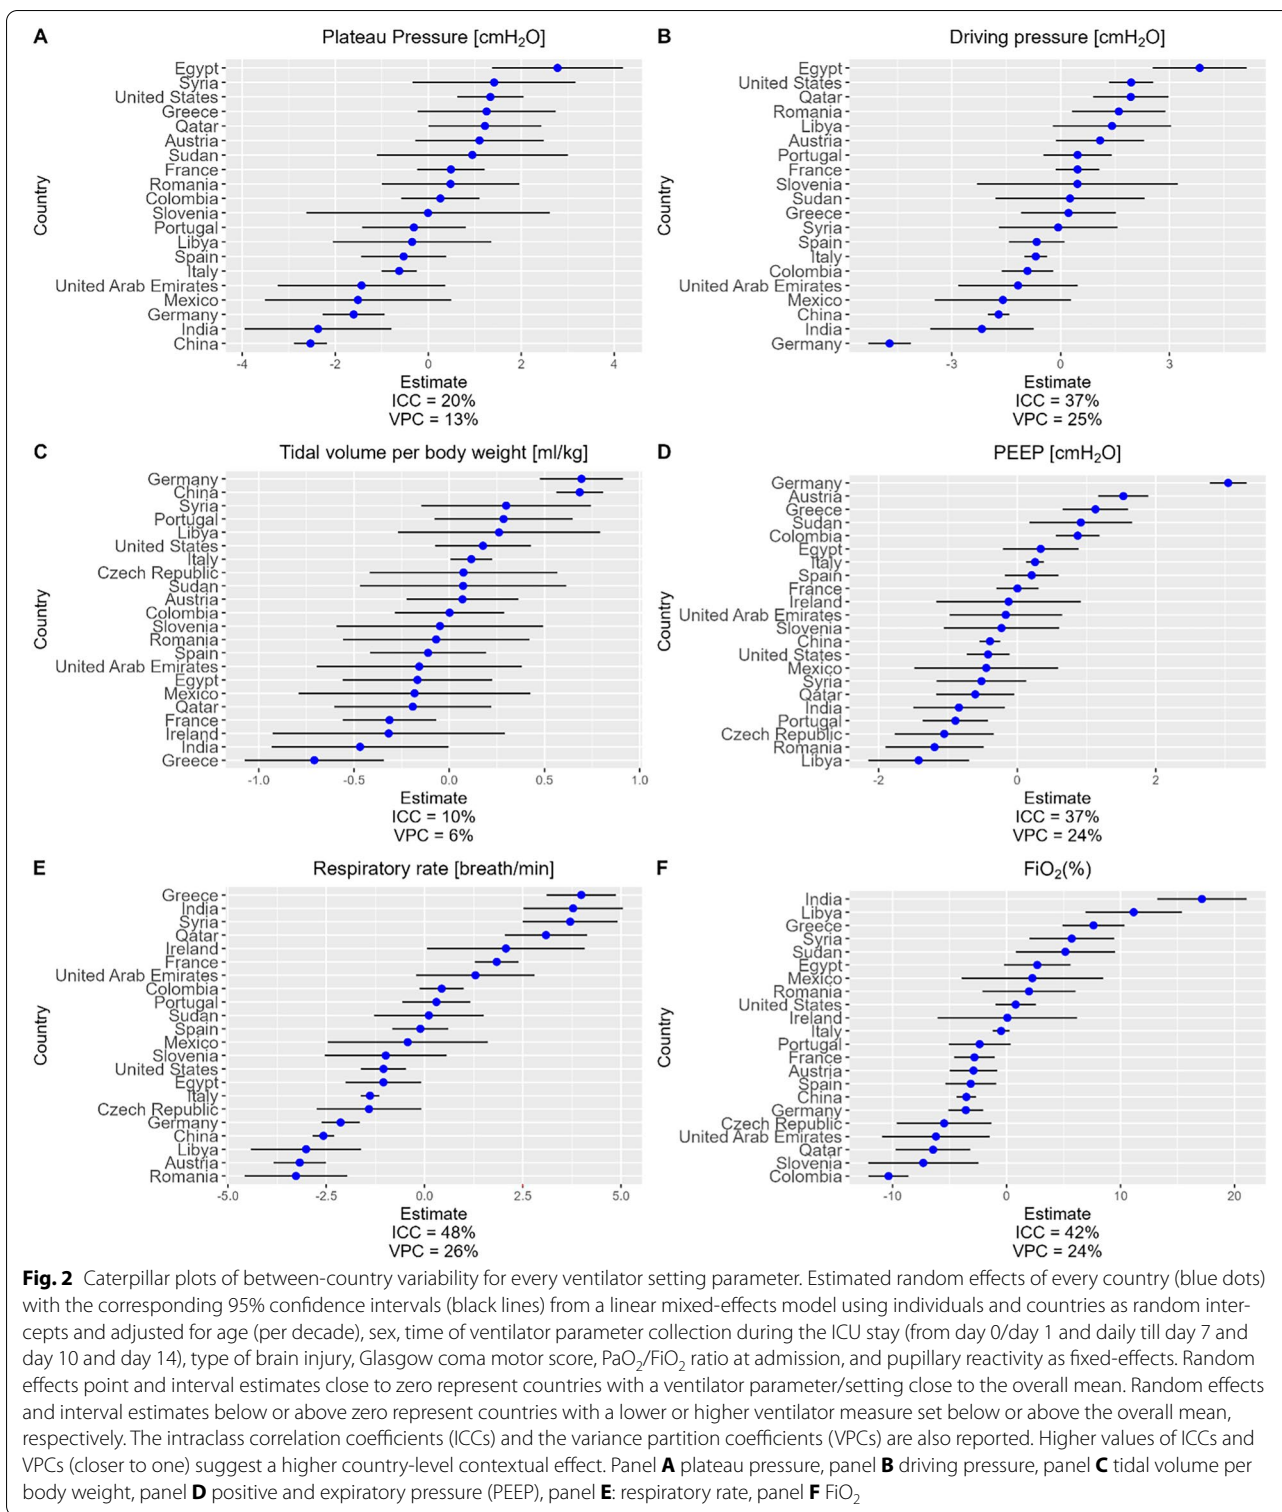 A
Plateau Pressure [cmH₂O]
Country
Egypt
Syria
United States
Greece
Qatar
Austria
Sudan
France
Romania
Colombia
Slovenia
Portugal
Libya
Spain
Italy
United Arab Emirates
Mexico
Germany
India
China
-4 -2 0 2 4
Estimate
ICC = 20%
VPC = 13%
B
Driving pressure [cmH₂O]
Country
Egypt
United States
Qatar
Romania
Libya
Austria
Portugal
France
Slovenia
Sudan
Greece
Syria
Spain
Italy
Colombia
United Arab Emirates
Mexico
China
India
Germany
-3 0 3
Estimate
ICC = 37%
VPC = 25%
C
Tidal volume per body weight [ml/kg]
Country
Germany
China
Syria
Portugal
Libya
United States
Italy
Czech Republic
Sudan
Austria
Colombia
Slovenia
Romania
Spain
United Arab Emirates
Egypt
Mexico
Qatar
France
Ireland
India
Greece
-1.0 -0.5 0.0 0.5 1.0
Estimate
ICC = 10%
VPC = 6%
D
PEEP [cmH₂O]
Country
Germany
Austria
Greece
Sudan
Colombia
Egypt
Italy
Spain
France
Ireland
United Arab Emirates
Slovenia
China
United States
Mexico
Syria
Qatar
India
Portugal
Czech Republic
Romania
Libya
-2 0 2
Estimate
ICC = 37%
VPC = 24%
E
Respiratory rate [breath/min]
Country
Greece
India
Syria
Qatar
Ireland
France
United Arab Emirates
Colombia
Portugal
Sudan
Spain
Mexico
Slovenia
United States
Egypt
Italy
Czech Republic
Germany
China
Libya
Austria
Romania
-5.0 -2.5 0.0 2.5 5.0
Estimate
ICC = 48%
VPC = 26%
F
FiO₂(%)
Country
India
Libya
Greece
Syria
Sudan
Egypt
Mexico
Romania
United States
Ireland
Italy
Portugal
France
Austria
Spain
China
Germany
Czech Republic
United Arab Emirates
Qatar
Slovenia
Colombia
-10 0 10 20
Estimate
ICC = 42%
VPC = 24%
Fig. 2 Caterpillar plots of between-country variability for every ventilator setting parameter. Estimated random effects of every country (blue dots)
with the corresponding 95% confidence intervals (black lines) from a linear mixed-effects model using individuals and countries as random inter-
cepts and adjusted for age (per decade), sex, time of ventilator parameter collection during the ICU stay (from day 0/day 1 and daily till day 7 and
day 10 and day 14), type of brain injury, Glasgow coma motor score, PaO₂/FiO₂ ratio at admission, and pupillary reactivity as fixed-effects. Random
effects point and interval estimates close to zero represent countries with a ventilator parameter/setting close to the overall mean. Random effects
and interval estimates below or above zero represent countries with a lower or higher ventilator measure set below or above the overall mean,
respectively. The intraclass correlation coefficients (ICCs) and the variance partition coefficients (VPCs) are also reported. Higher values of ICCs and
VPCs (closer to one) suggest a higher country-level contextual effect. Panel A plateau pressure, panel B driving pressure, panel C tidal volume per
body weight, panel D positive and expiratory pressure (PEEP), panel E: respiratory rate, panel F FiO₂